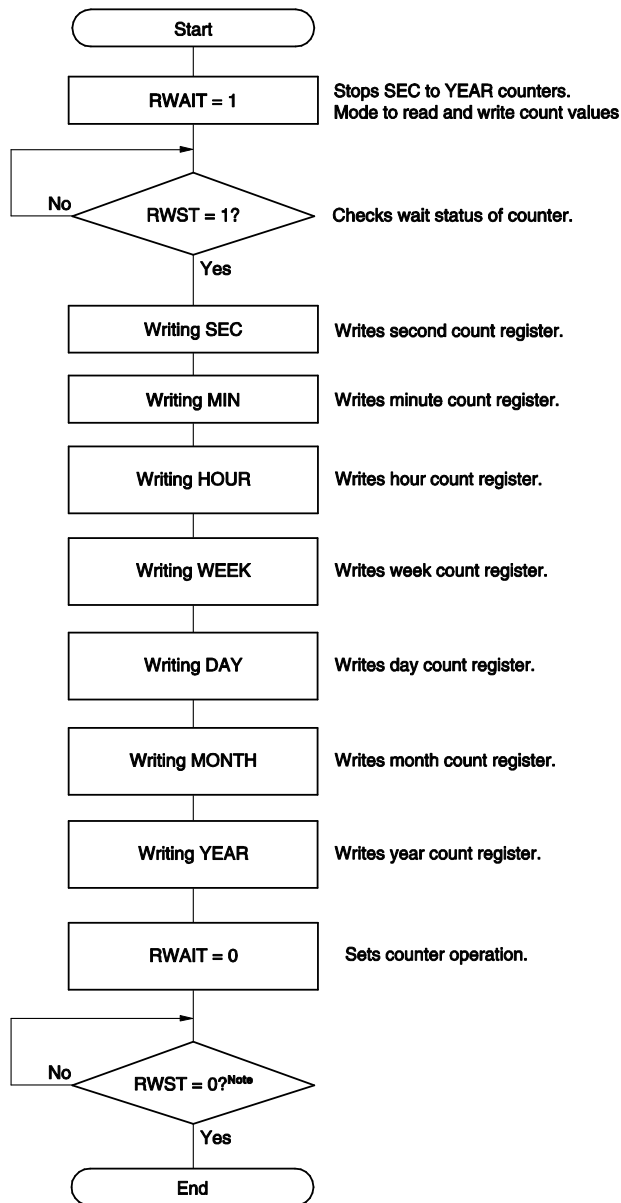 Start
RWAIT = 1
Stops SEC to YEAR counters.
Mode to read and write count values
No
RWST = 1?
Checks wait status of counter.
Yes
Writing SEC
Writes second count register.
Writing MIN
Writes minute count register.
Writing HOUR
Writes hour count register.
Writing WEEK
Writes week count register.
Writing DAY
Writes day count register.
Writing MONTH
Writes month count register.
Writing YEAR
Writes year count register.
RWAIT = 0
Sets counter operation.
No
RWST = 0?Note
Yes
End